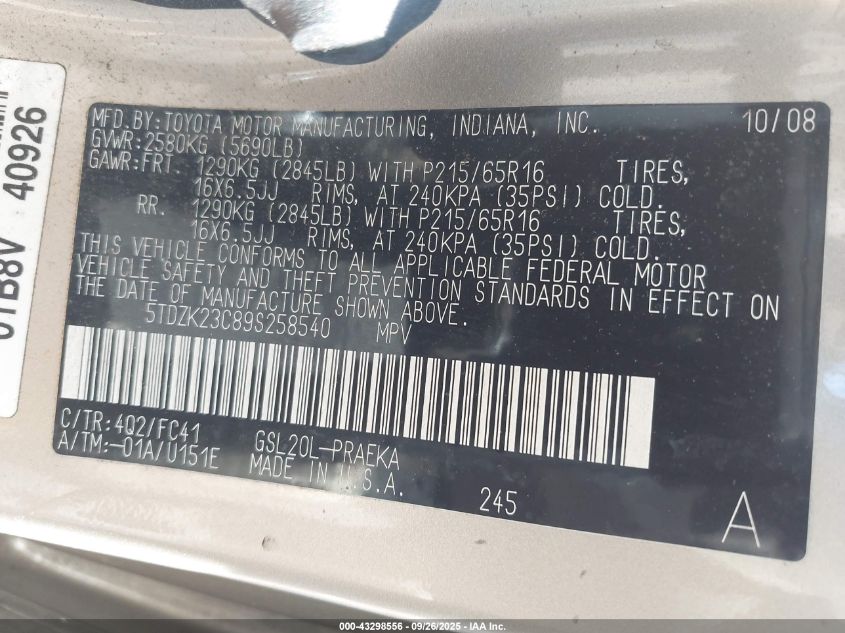 MFD.BY:TOYOTA MOTOR MANUFACTURING, INDIANA, INC. 10/08
GVWR:2580KG (5690LB)
GAWR:FRT. 1290KG (2845LB) WITH P215/65R16 TIRES,
16X6.5JJ RIMS, AT 240KPA (35PSI) COLD.
RR. 1290KG (2845LB) WITH P215/65R16 TIRES,
16X6.5JJ RIMS, AT 240KPA (35PSI) COLD.
THIS VEHICLE CONFORMS TO ALL APPLICABLE FEDERAL MOTOR
VEHICLE SAFETY AND THEFT PREVENTION STANDARDS IN EFFECT ON
THE DATE OF MANUFACTURE SHOWN ABOVE.
5TDZK23C89S258540 MPV
C/TR:4Q2/FC41
A/TM:-01A/U151E
GSL20L-PRAEKA
MADE IN U.S.A.
245
A
40926
000-43298556 - 09/26/2025 - IAA Inc.